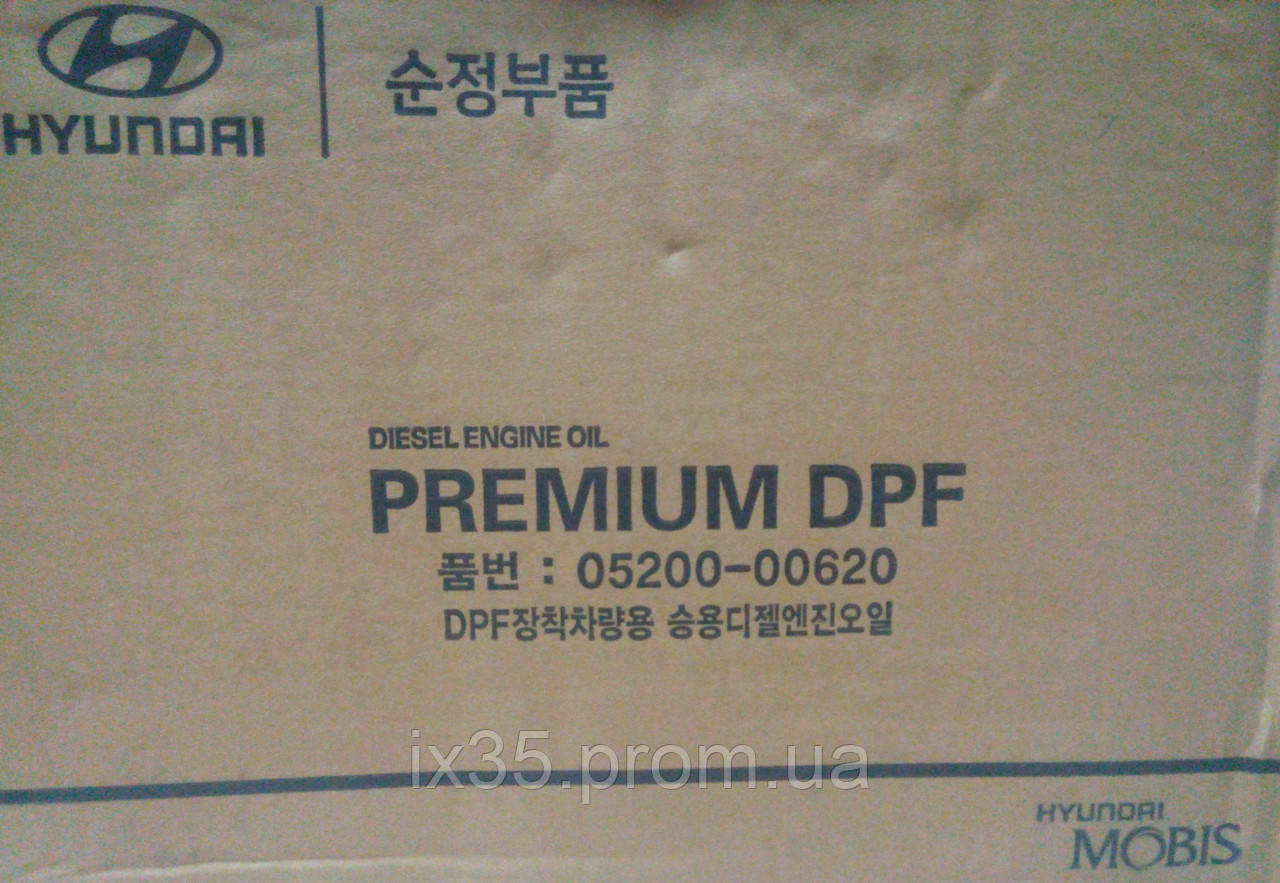 HYUNDAI
순정부품
DIESEL ENGINE OIL
PREMIUM DPF
품번 : 05200-00620
DPF장착차량용 승용디젤엔진오일
ix35.prom.ua
HYUNDAI
MOBIS